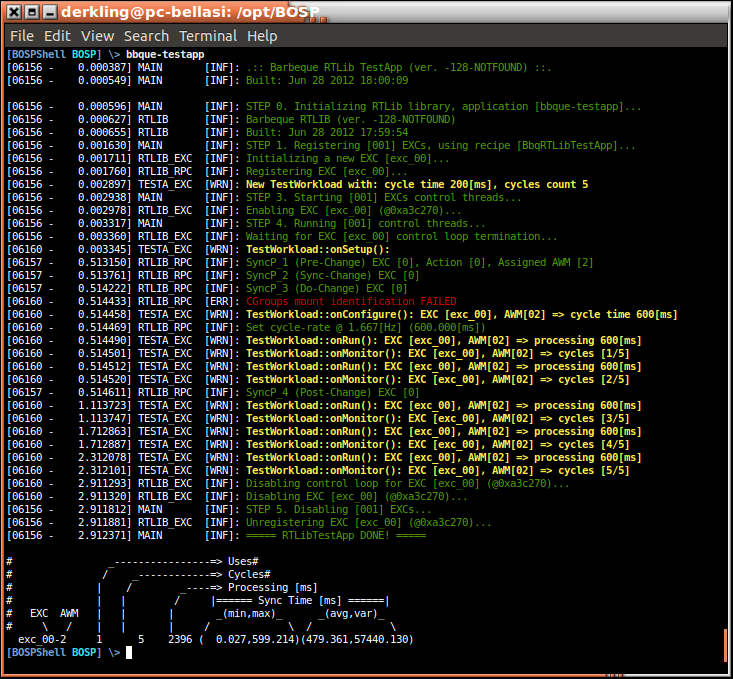 derkling@pc-bellasi: /opt/BOSP
File Edit View Search Terminal Help
[BOSPShell BOSP] \> bbque-testapp
[06156 -    0.000387] MAIN       [INF]: .:: Barbeque RTLib TestApp (ver. -128-NOTFOUND) ::.
[06156 -    0.000549] MAIN       [INF]: Built: Jun 28 2012 18:00:09
[06156 -    0.000596] MAIN       [INF]: STEP 0. Initializing RTLib library, application [bbque-testapp]...
[06156 -    0.000627] RTLIB      [INF]: Barbeque RTLIB (ver. -128-NOTFOUND)
[06156 -    0.000655] RTLIB      [INF]: Built: Jun 28 2012 17:59:54
[06156 -    0.001630] MAIN       [INF]: STEP 1. Registering [001] EXCs, using recipe [BbqRTLibTestApp]...
[06156 -    0.001711] RTLIB_EXC  [INF]: Initializing a new EXC [exc_00]...
[06156 -    0.001760] RTLIB_RPC  [INF]: Registering EXC [exc_00]...
[06156 -    0.002897] TESTA_EXC  [WRN]: New TestWorkload with: cycle time 200[ms], cycles count 5
[06156 -    0.002938] MAIN       [INF]: STEP 3. Starting [001] EXCs control threads...
[06156 -    0.002978] RTLIB_EXC  [INF]: Enabling EXC [exc_00] (@0xa3c270)...
[06156 -    0.003317] MAIN       [INF]: STEP 4. Running [001] control threads...
[06156 -    0.003360] RTLIB_EXC  [INF]: Waiting for EXC [exc_00] control loop termination...
[06160 -    0.003345] TESTA_EXC  [WRN]: TestWorkload::onSetup():
[06157 -    0.513150] RTLIB_RPC  [INF]: SyncP_1 (Pre-Change) EXC [0], Action [0], Assigned AWM [2]
[06157 -    0.513761] RTLIB_RPC  [INF]: SyncP_2 (Sync-Change) EXC [0]
[06157 -    0.514222] RTLIB_RPC  [INF]: SyncP_3 (Do-Change) EXC [0]
[06160 -    0.514433] RTLIB_RPC  [ERR]: CGroups mount identification FAILED
[06160 -    0.514458] TESTA_EXC  [WRN]: TestWorkload::onConfigure(): EXC [exc_00], AWM[02] => cycle time 600[ms]
[06160 -    0.514469] RTLIB_RPC  [INF]: Set cycle-rate @ 1.667[Hz] (600.000[ms])
[06160 -    0.514490] TESTA_EXC  [WRN]: TestWorkload::onRun(): EXC [exc_00], AWM[02] => processing 600[ms]
[06160 -    0.514501] TESTA_EXC  [WRN]: TestWorkload::onMonitor(): EXC [exc_00], AWM[02] => cycles [1/5]
[06160 -    0.514512] TESTA_EXC  [WRN]: TestWorkload::onRun(): EXC [exc_00], AWM[02] => processing 600[ms]
[06160 -    0.514520] TESTA_EXC  [WRN]: TestWorkload::onMonitor(): EXC [exc_00], AWM[02] => cycles [2/5]
[06157 -    0.514611] RTLIB_RPC  [INF]: SyncP_4 (Post-Change) EXC [0]
[06160 -    1.113723] TESTA_EXC  [WRN]: TestWorkload::onRun(): EXC [exc_00], AWM[02] => processing 600[ms]
[06160 -    1.113747] TESTA_EXC  [WRN]: TestWorkload::onMonitor(): EXC [exc_00], AWM[02] => cycles [3/5]
[06160 -    1.712863] TESTA_EXC  [WRN]: TestWorkload::onRun(): EXC [exc_00], AWM[02] => processing 600[ms]
[06160 -    1.712887] TESTA_EXC  [WRN]: TestWorkload::onMonitor(): EXC [exc_00], AWM[02] => cycles [4/5]
[06160 -    2.312078] TESTA_EXC  [WRN]: TestWorkload::onRun(): EXC [exc_00], AWM[02] => processing 600[ms]
[06160 -    2.312101] TESTA_EXC  [WRN]: TestWorkload::onMonitor(): EXC [exc_00], AWM[02] => cycles [5/5]
[06160 -    2.911293] RTLIB_EXC  [INF]: Disabling control loop for EXC [exc_00] (@0xa3c270)...
[06160 -    2.911320] RTLIB_EXC  [INF]: Disabling EXC [exc_00] (@0xa3c270)...
[06156 -    2.911812] MAIN       [INF]: STEP 5. Disabling [001] EXCs...
[06156 -    2.911881] RTLIB_EXC  [INF]: Unregistering EXC [exc_00] (@0xa3c270)...
[06156 -    2.912371] MAIN       [INF]: ===== RTLibTestApp DONE! =====
#               _----------------=> Uses#
#              /    _------------=> Cycles#
#             |    /        _----=> Processing [ms]
#             |   |        /     |====== Sync Time [ms] ======|
#   EXC  AWM   |   |       |       _(min,max)_      _(avg,var)_
#     \   /    |   |       |     /            \  /            \
exc_00-2     1      5    2396 (  0.027,599.214)(479.361,57440.130)
[BOSPShell BOSP] \>